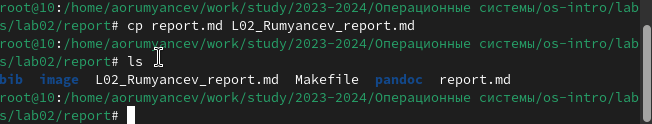 root@10:/home/aorumyancev/work/study/2023-2024/Операционные системы/os-intro/lab
s/lab02/report# cp report.md L02_Rumyancev_report.md
root@10:/home/aorumyancev/work/study/2023-2024/Операционные системы/os-intro/lab
s/lab02/report# ls
bib image L02_Rumyancev_report.md Makefile pandoc report.md
root@10:/home/aorumyancev/work/study/2023-2024/Операционные системы/os-intro/lab
s/lab02/report#